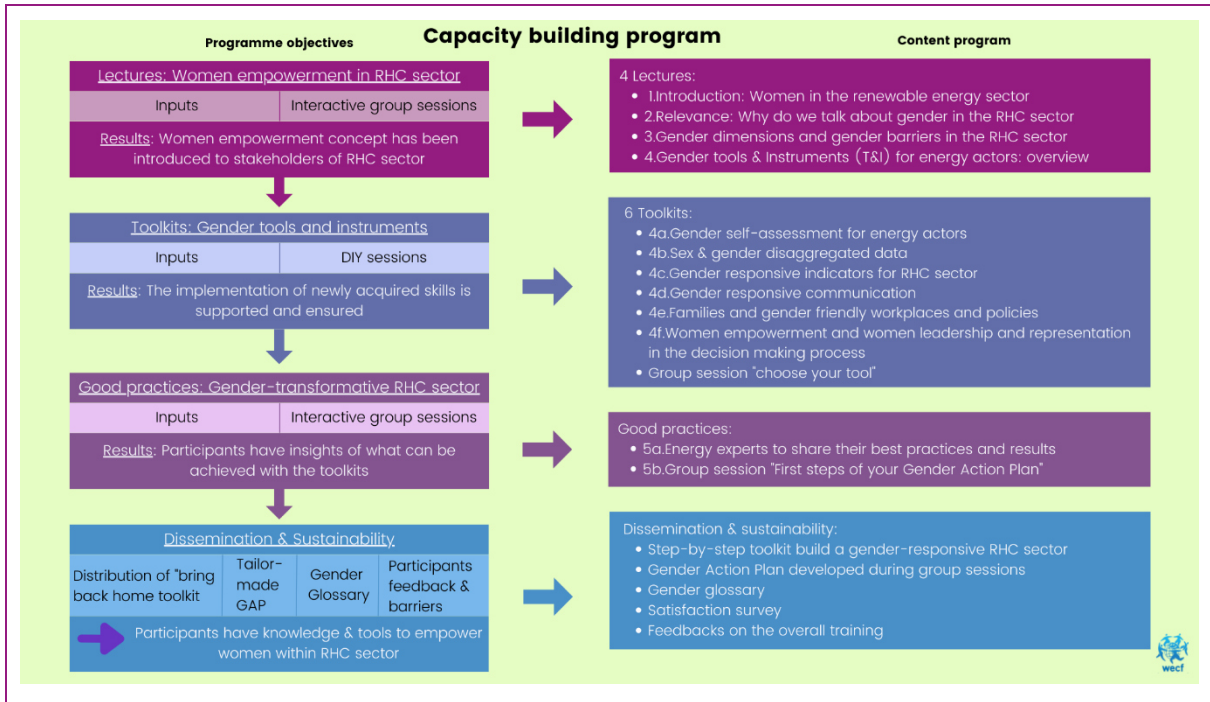 Capacity building program
Programme objectives
Content program
Lectures: Women empowerment in RHC sector
Inputs
Interactive group sessions
Results: Women empowerment concept has been
introduced to stakeholders of RHC sector
4 Lectures:
• 1.Introduction: Women in the renewable energy sector
• 2.Relevance: Why do we talk about gender in the RHC sector
• 3.Gender dimensions and gender barriers in the RHC sector
• 4.Gender tools & Instruments (T&I) for energy actors: overview
Toolkits: Gender tools and instruments
Inputs
DIY sessions
Results: The implementation of newly acquired skills is
supported and ensured
6 Toolkits:
• 4a.Gender self-assessment for energy actors
• 4b.Sex & gender disaggregated data
• 4c.Gender responsive indicators for RHC sector
• 4d.Gender responsive communication
• 4e.Families and gender friendly workplaces and policies
• 4f.Women empowerment and women leadership and representation
in the decision making process
• Group session "choose your tool"
Good practices: Gender-transformative RHC sector
Inputs
Interactive group sessions
Results: Participants have insights of what can be
achieved with the toolkits
Good practices:
• 5a.Energy experts to share their best practices and results
• 5b.Group session "First steps of your Gender Action Plan"
Dissemination & Sustainability
Distribution of "bring
back home toolkit
Tailor-
made
GAP
Gender
Glossary
Participants
feedback &
barriers
Participants have knowledge & tools to empower
women within RHC sector
Dissemination & sustainability:
• Step-by-step toolkit build a gender-responsive RHC sector
• Gender Action Plan developed during group sessions
• Gender glossary
• Satisfaction survey
• Feedbacks on the overall training
wecf